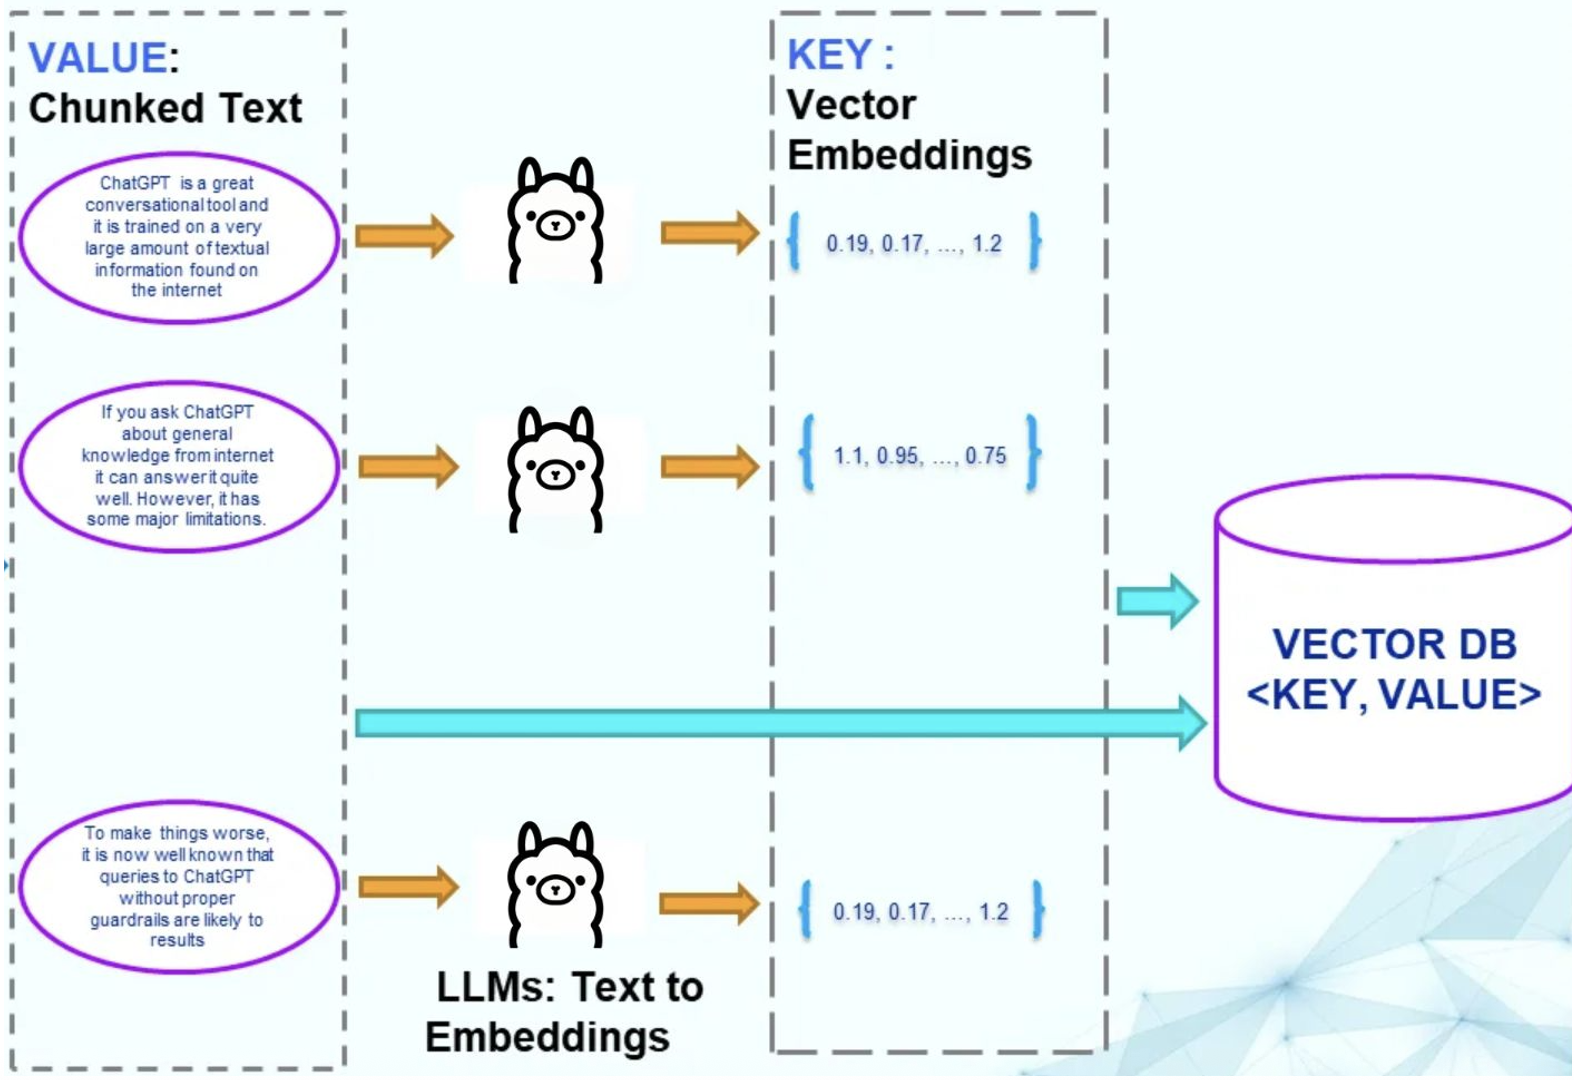 VALUE:
Chunked Text
ChatGPT is a great
conversational tool and
it is trained on a very
large amount of textual
information found on
the internet
If you ask ChatGPT
about general
knowledge from internet
it can answer it quite
well. However, it has
some major limitations.
To make things worse,
it is now well known that
queries to ChatGPT
without proper
guardrails are likely to
results
LLMs: Text to
Embeddings
KEY :
Vector
Embeddings
{ 0.19, 0.17, ..., 1.2 }
{ 1.1, 0.95, ..., 0.75 }
{ 0.19, 0.17, ..., 1.2 }
VECTOR DB
<KEY, VALUE>